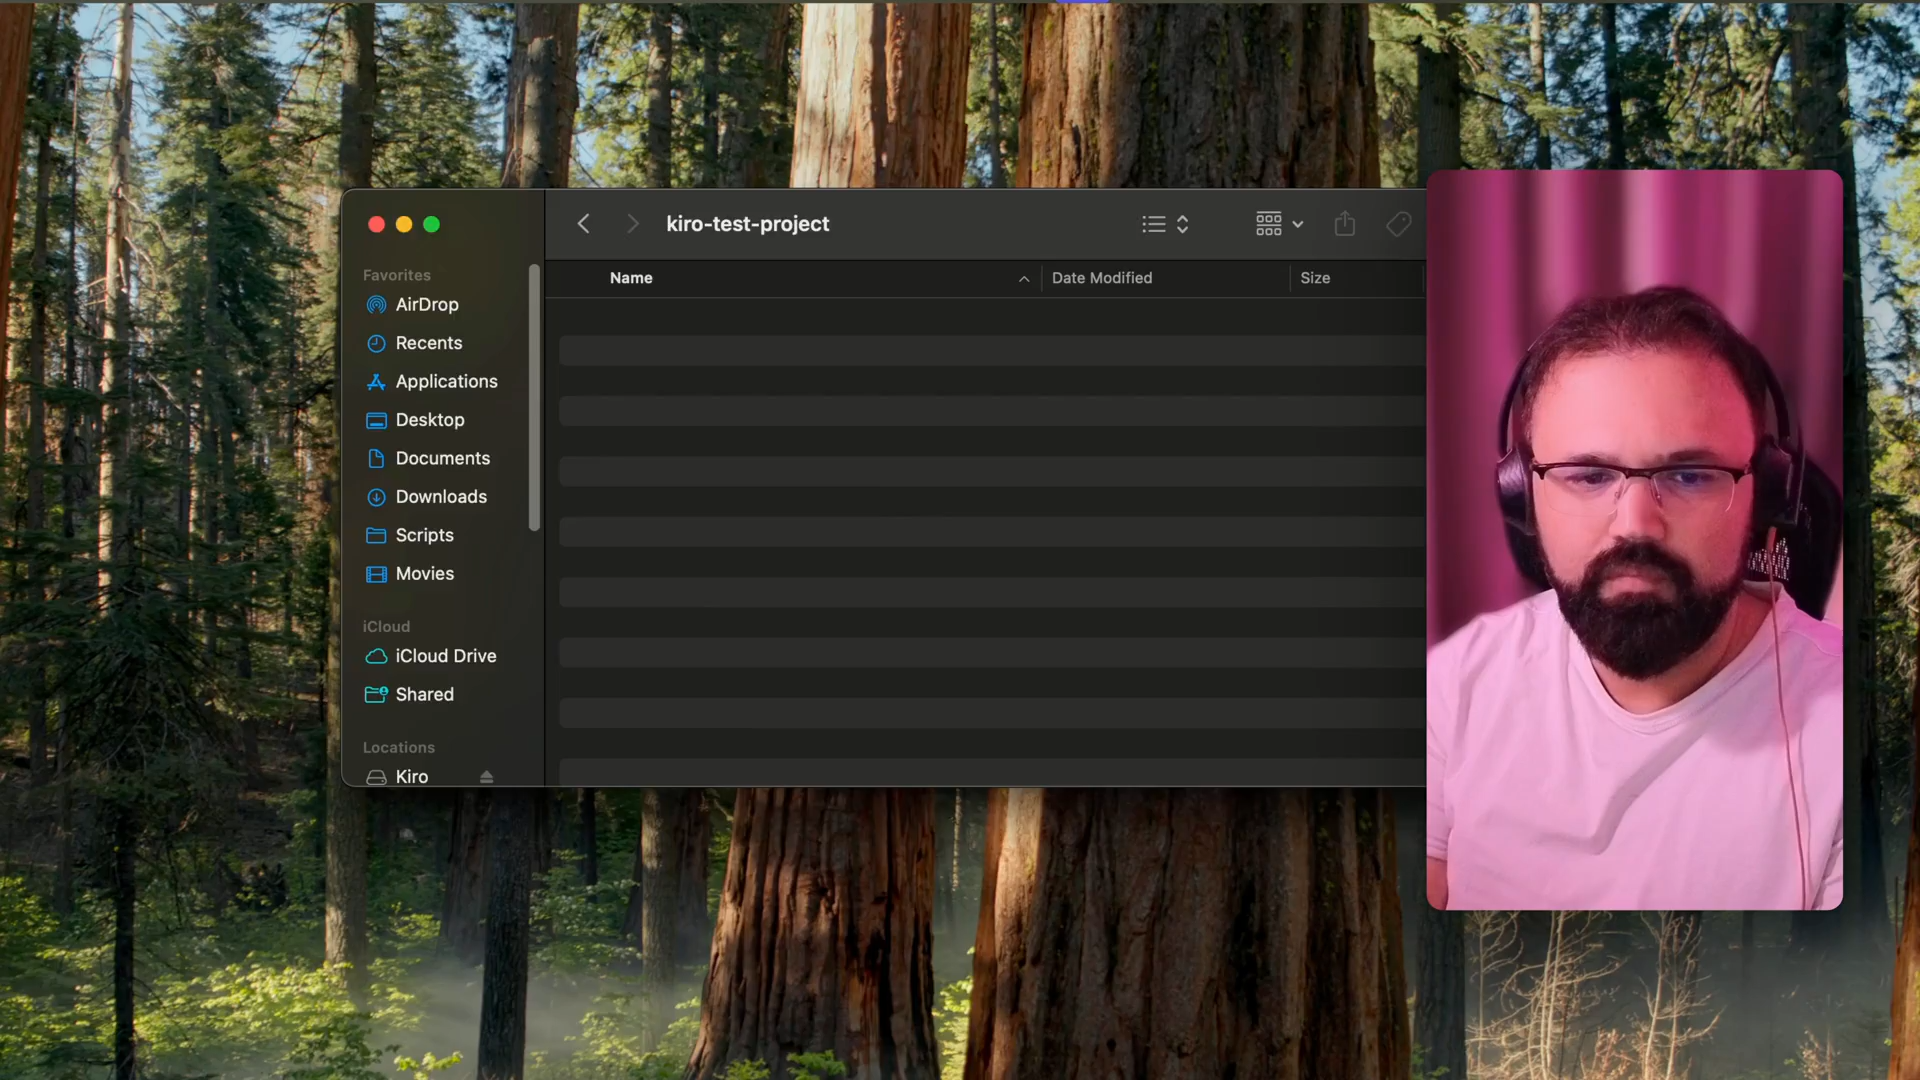 kiro-test-project
Name
Date Modified
Size
Favorites
AirDrop
Recents
Applications
Desktop
Documents
Downloads
Scripts
Movies
iCloud
iCloud Drive
Shared
Locations
Kiro